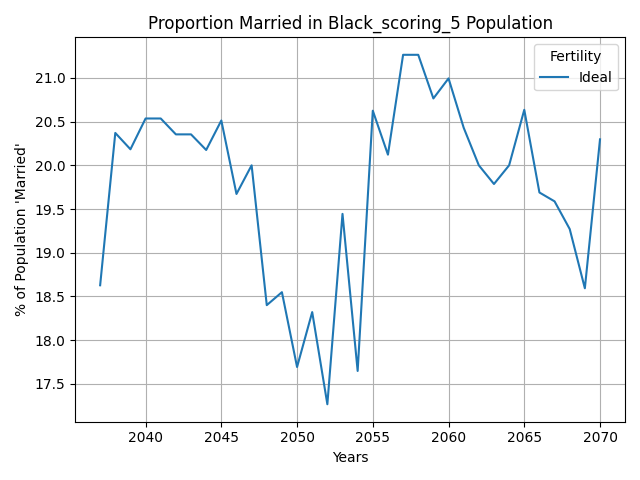 Proportion Married in Black_scoring_5 Population
Fertility
Ideal
% of Population 'Married'
21.0
20.5
20.0
19.5
19.0
18.5
18.0
17.5
2040 2045 2050 2055 2060 2065 2070
Years